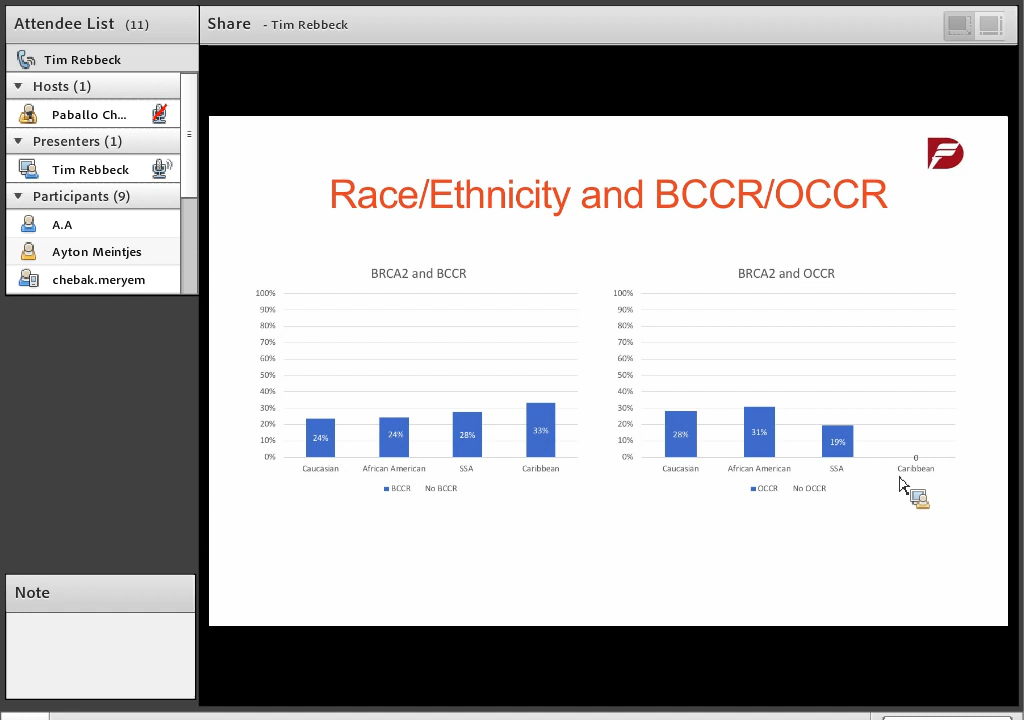 Attendee List (11)
Tim Rebbeck
Hosts (1)
Paballo Ch...
Presenters (1)
Tim Rebbeck
Participants (9)
A.A
Ayton Meintjes
chebak.meryem
Note
Share - Tim Rebbeck
Race/Ethnicity and BCCR/OCCR
BRCA2 and BCCR
100%
90%
80%
70%
60%
50%
40%
30%
20%
10%
0%
24%
24%
28%
33%
Caucasian African American SSA Caribbean
BCCR No BCCR
BRCA2 and OCCR
100%
90%
80%
70%
60%
50%
40%
30%
20%
10%
0%
28%
31%
19%
0
Caucasian African American SSA Caribbean
OCCR No OCCR